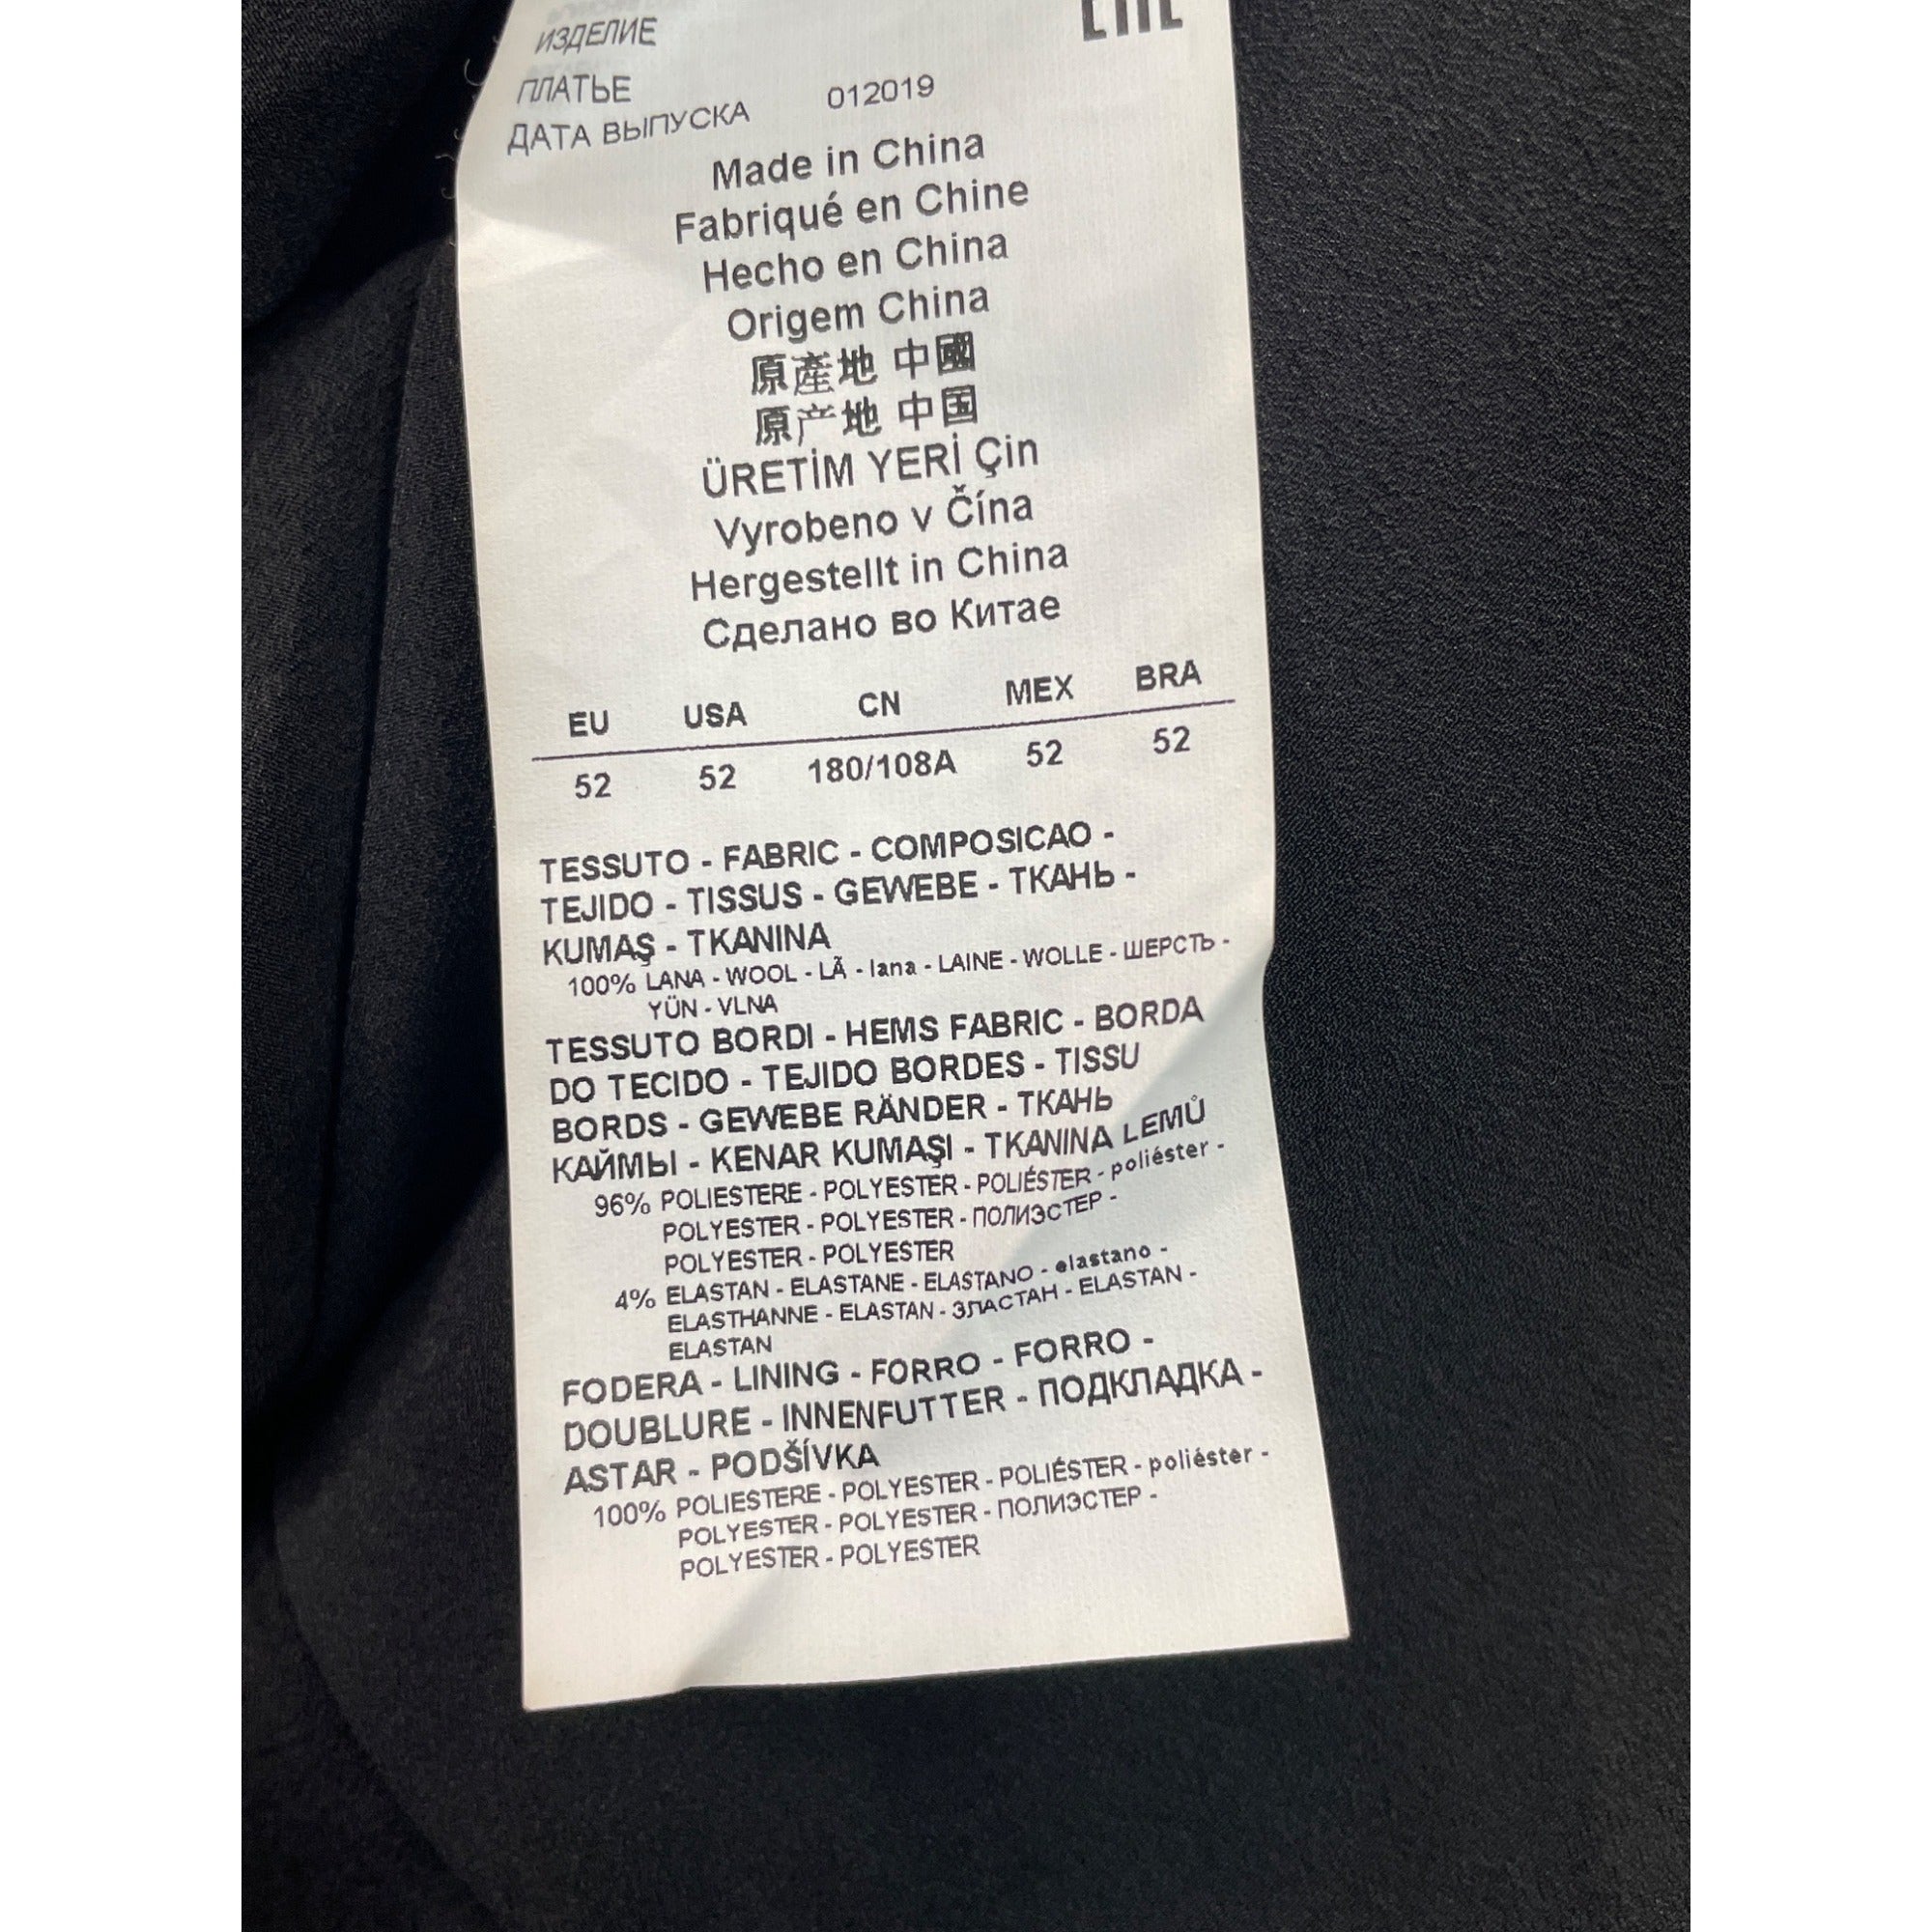 ИЗДЕЛИЕ
ПЛАТЬЕ
ДАТА ВЫПУСКА 012019
Made in China
Fabriqué en Chine
Hecho en China
Origem China
原產地 中國
原产地 中国
ÜRETİM YERİ Çin
Vyrobeno v Čína
Hergestellt in China
Сделано во Китае
EU USA CN MEX BRA
52 52 180/108A 52 52
TESSUTO - FABRIC - COMPOSICAO -
TEJIDO - TISSUS - GEWEBE - ТКАНЬ -
KUMAŞ - TKANINA
100% LANA - WOOL - LÃ - lana - LAINE - WOLLE - ШЕРСТЬ -
YÜN - VLNA
TESSUTO BORDI - HEMS FABRIC - BORDA
DO TECIDO - TEJIDO BORDES - TISSU
BORDS - GEWEBE RÄNDER - ТКАНЬ
КАЙМЫ - KENAR KUMAŞI - TKANINA LEMŮ
96% POLIESTERE - POLYESTER - POLIÉSTER - poliéster -
POLYESTER - POLYESTER - ПОЛИЭСТЕР -
POLYESTER - POLYESTER
4% ELASTAN - ELASTANE - ELASTANO - elastano -
ELASTHANNE - ELASTAN - ЗЛАСТАН - ELASTAN -
ELASTAN
FODERA - LINING - FORRO - FORRO -
DOUBLURE - INNENFUTTER - ПОДКЛАДКА -
ASTAR - PODŠÍVKA
100% POLIESTERE - POLYESTER - POLIÉSTER - poliéster -
POLYESTER - POLYESTER - ПОЛИЭСТЕР -
POLYESTER - POLYESTER